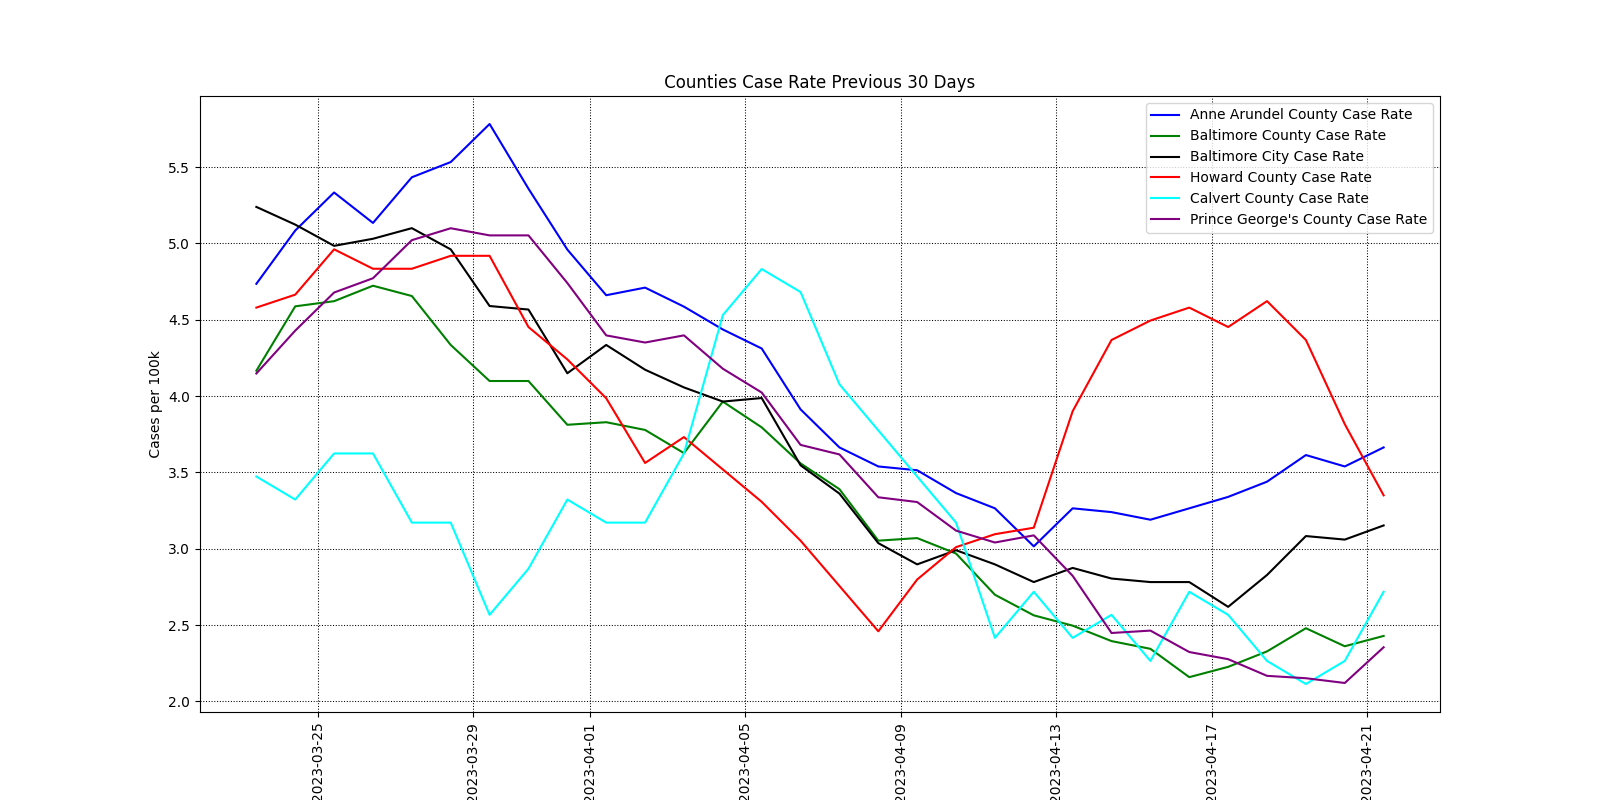 Counties Case Rate Previous 30 Days
Anne Arundel County Case Rate
Baltimore County Case Rate
Baltimore City Case Rate
Howard County Case Rate
Calvert County Case Rate
Prince George's County Case Rate
Cases per 100k
5.5
5.0
4.5
4.0
3.5
3.0
2.5
2.0
2023-03-25
2023-03-29
2023-04-01
2023-04-05
2023-04-09
2023-04-13
2023-04-17
2023-04-21